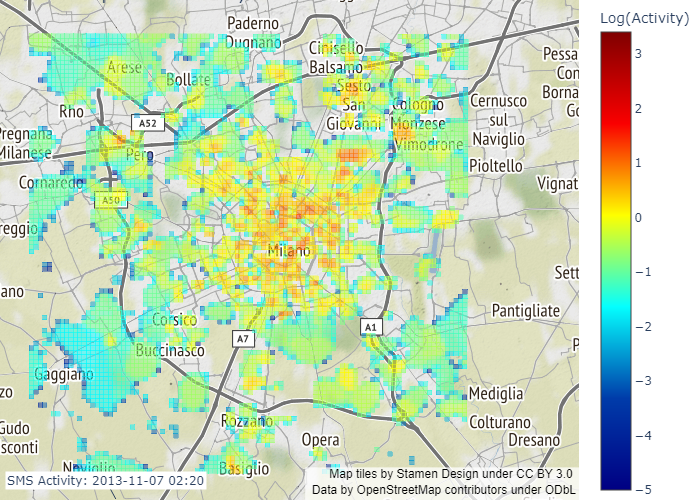 Log(Activity)
Paderno
Dugnano
Cinisello
Balsamo
Arese
Bollate
Sesto
San
Giovanni
Cologno
Monzese
Vimodrone
Cernusco
sul
Naviglio
Pessa
Con
Borna
Rho
A52
Pregnana
Milanese
Pero
Pioltello
Cornaredo
Vignat
A50
reggio
Milano
Sett
ano
Pantigliate
Corsico
A7
A1
Buccinasco
Gaggiano
Mediglia
Rozzano
Colturano
Gudo
sconti
Opera
Dresano
Noviglio
Basiglio
3
2
1
0
−1
−2
−3
−4
−5
SMS Activity: 2013-11-07 02:20
Map tiles by Stamen Design under CC BY 3.0
Data by OpenStreetMap contributors under ODbL